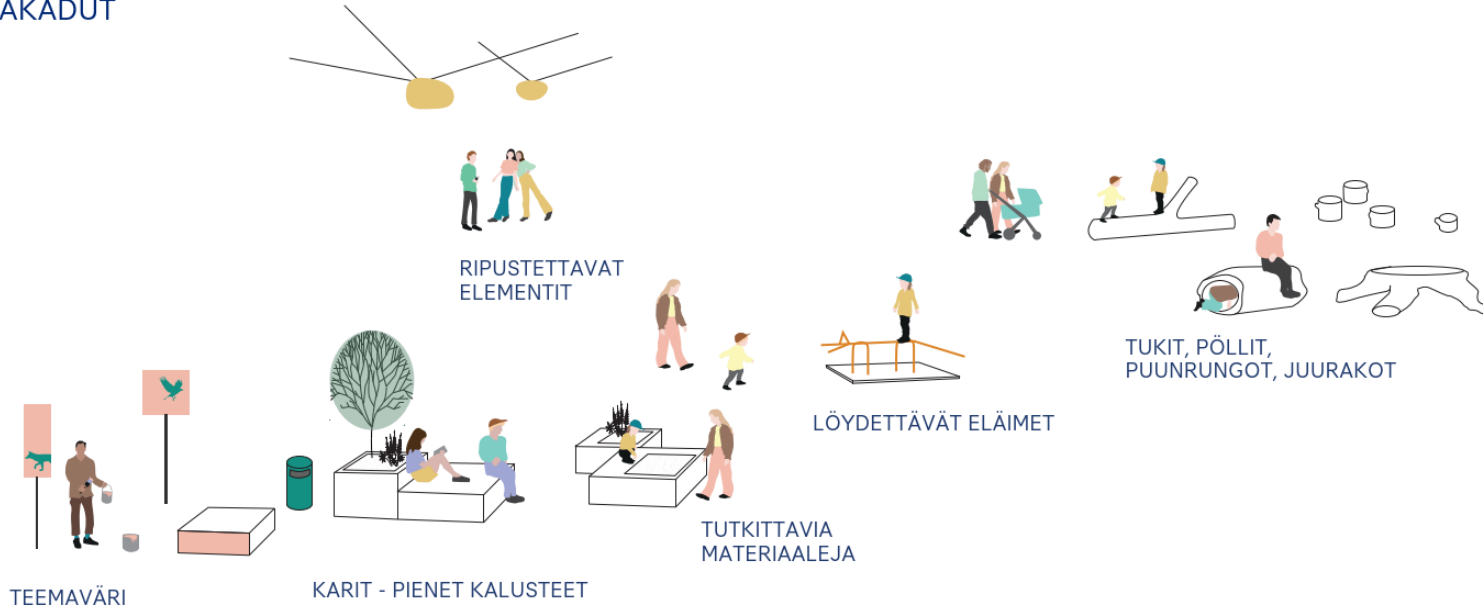 AKADUT
RIPUSTETTAVAT
ELEMENTIT
TUKIT, PÖLLIT,
PUUNRUNGOT, JUURAKOT
LÖYDETTÄVÄT ELÄIMET
TUTKITTAVIA
MATERIAALEJA
KARIT - PIENET KALUSTEET
TEEMAVÄRI